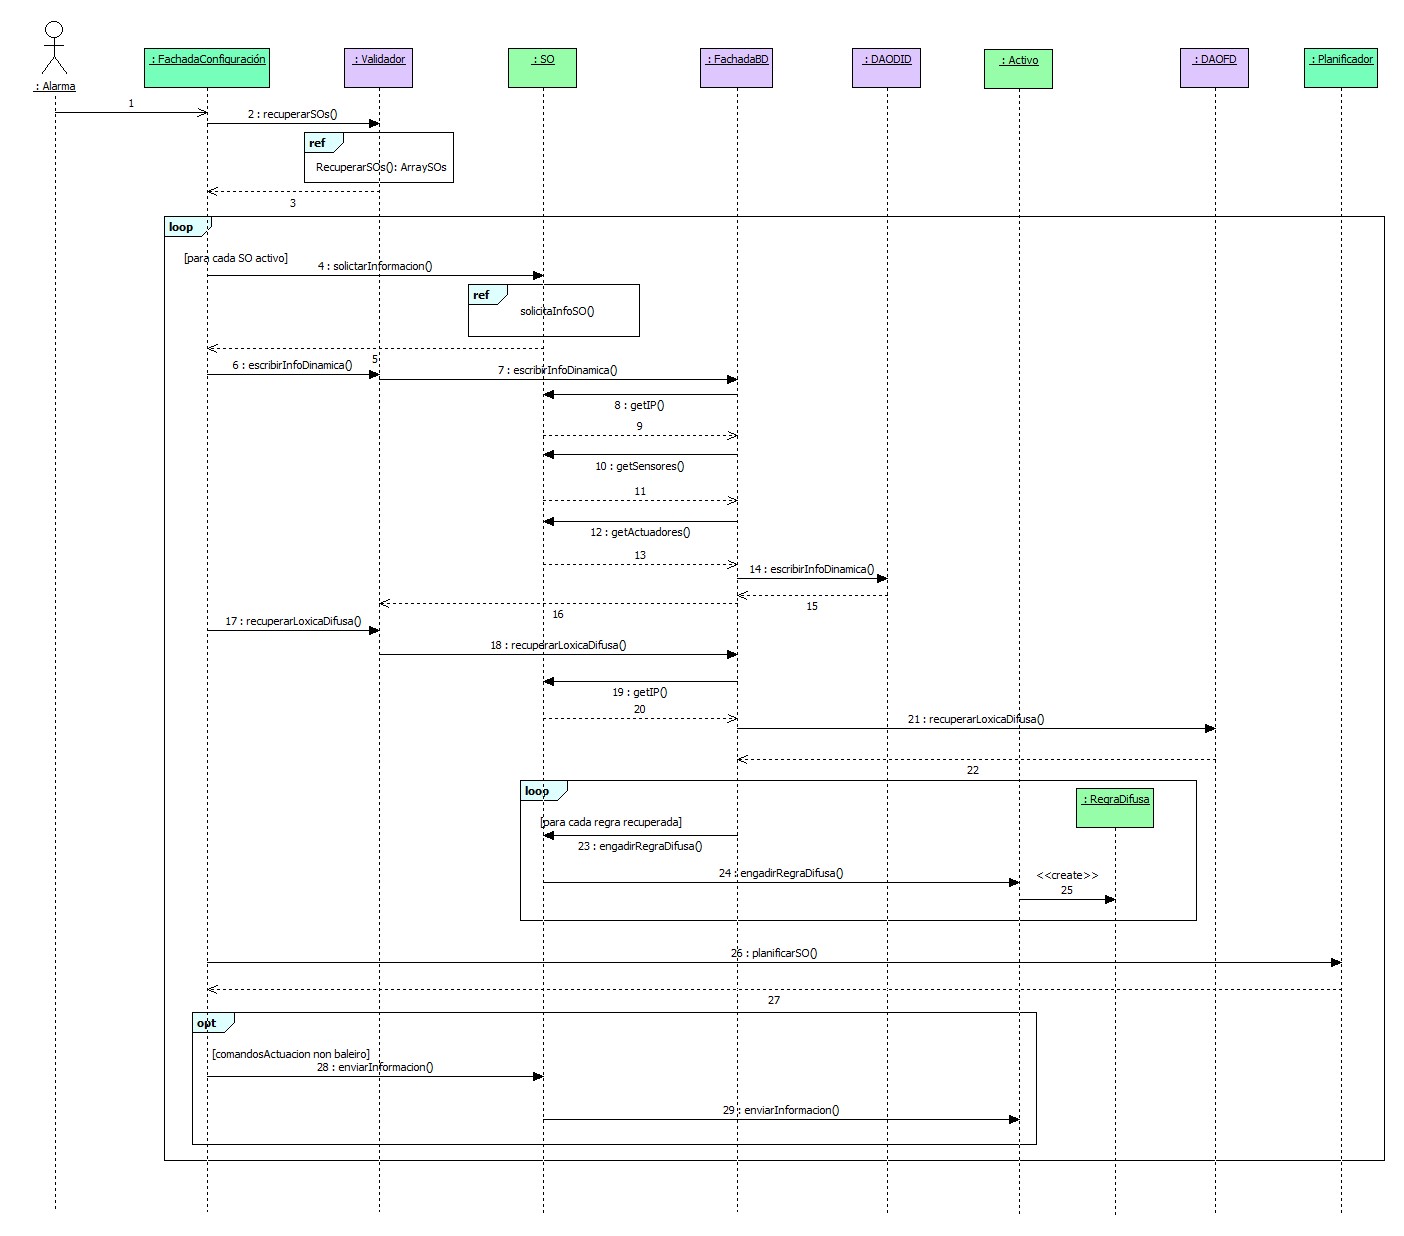 : Alarma
: FachadaConfiguración
: Validador
: SO
: FachadaBD
: DAODID
: Activo
: DAOFD
: Planificador
1
2 : recuperarSOs()
ref
RecuperarSOs(): ArraySOs
3
loop
[para cada SO activo]
4 : solictarInformacion()
ref
solicitaInfoSO()
5
6 : escribirInfoDinamica()
7 : escribirInfoDinamica()
8 : getIP()
9
10 : getSensores()
11
12 : getActuadores()
13
14 : escribirInfoDinamica()
15
16
17 : recuperarLoxicaDifusa()
18 : recuperarLoxicaDifusa()
19 : getIP()
20
21 : recuperarLoxicaDifusa()
22
loop
: RegraDifusa
[para cada regra recuperada]
23 : engadirRegraDifusa()
24 : engadirRegraDifusa()
<<create>>
25
26 : planificarSO()
27
opt
[comandosActuacion non baleiro]
28 : enviarInformacion()
29 : enviarInformacion()